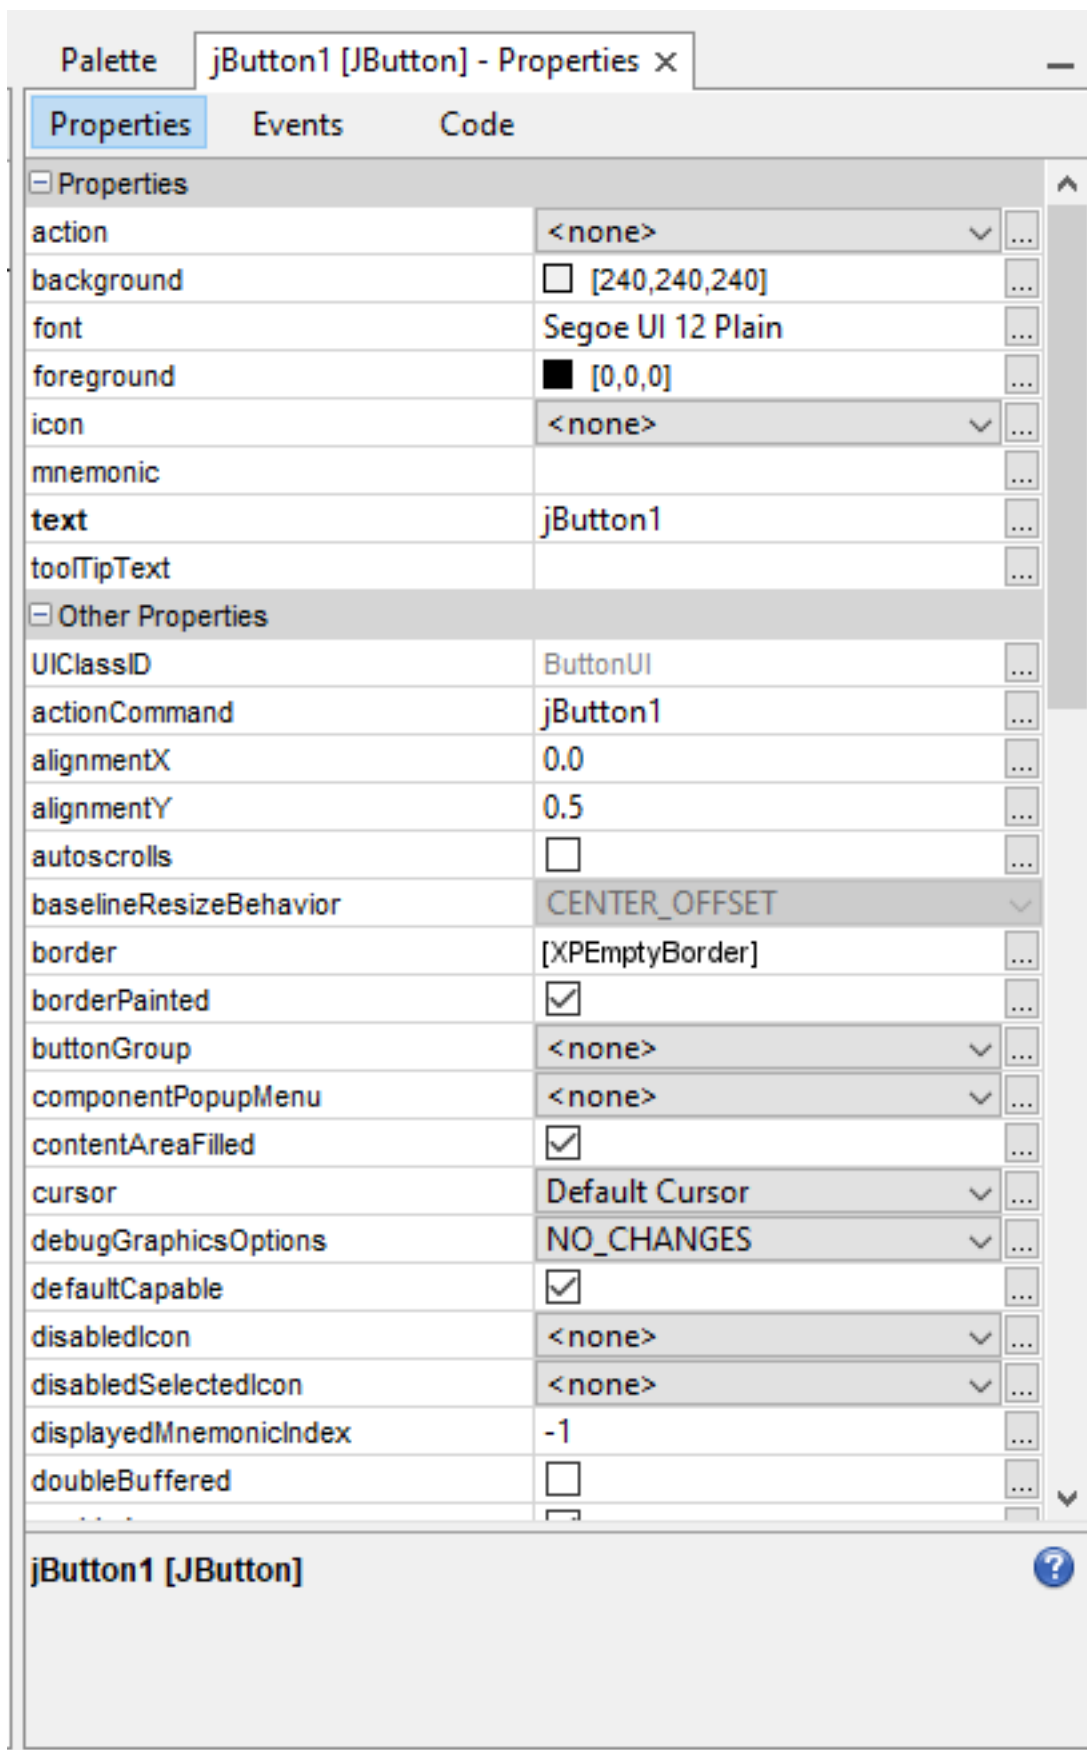 Palette jButton1 [JButton] - Properties
Properties Events Code
Properties
action <none> ...
background [240,240,240] ...
font Segoe UI 12 Plain ...
foreground [0,0,0] ...
icon <none> ...
mnemonic ...
text jButton1 ...
toolTipText ...
Other Properties
UIClassID ButtonUI ...
actionCommand jButton1 ...
alignmentX 0.0 ...
alignmentY 0.5 ...
autoscrolls ...
baselineResizeBehavior CENTER_OFFSET
border [XPEmptyBorder] ...
borderPainted ...
buttonGroup <none> ...
componentPopupMenu <none> ...
contentAreaFilled ...
cursor Default Cursor ...
debugGraphicsOptions NO_CHANGES ...
defaultCapable ...
disabledIcon <none> ...
disabledSelectedIcon <none> ...
displayedMnemonicIndex -1 ...
doubleBuffered ...
jButton1 [JButton] ?